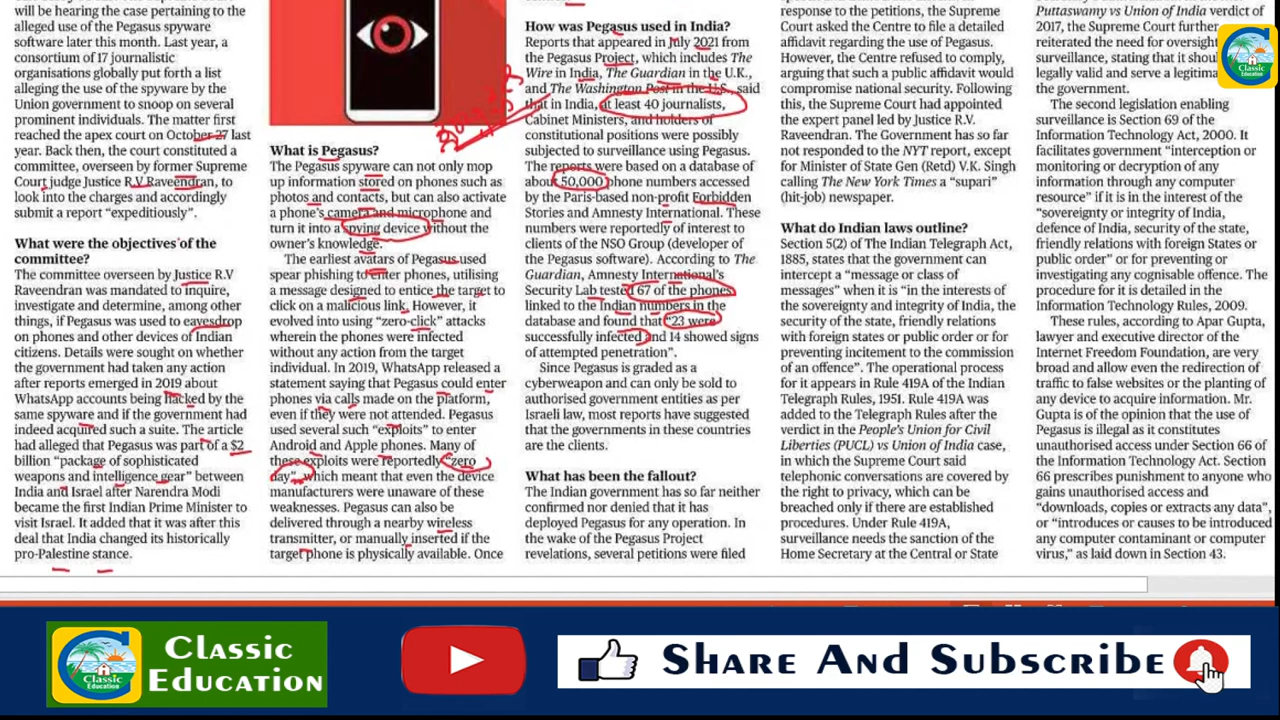 will be hearing the case pertaining to the
alleged use of the Pegasus spyware
software later this month. Last year, a
consortium of 17 journalistic
organisations globally put forth a list
alleging the use of the spyware by the
Union government to snoop on several
prominent individuals. The matter first
reached the apex court on October 27 last
year. Back then, the court constituted a
committee, overseen by former Supreme
Court judge Justice R.V Raveendran, to
look into the charges and accordingly
submit a report “expeditiously”.
What were the objectives of the
committee?
The committee overseen by Justice R.V
Raveendran was mandated to inquire,
investigate and determine, among other
things, if Pegasus was used to eavesdrop
on phones and other devices of Indian
citizens. Details were sought on whether
the government had taken any action
after reports emerged in 2019 about
WhatsApp accounts being hacked by the
same spyware and if the government had
indeed acquired such a suite. The article
had alleged that Pegasus was part of a $2
billion “package of sophisticated
weapons and intelligence gear” between
India and Israel after Narendra Modi
became the first Indian Prime Minister to
visit Israel. It added that it was after this
deal that India changed its historically
pro-Palestine stance.
What is Pegasus?
The Pegasus spyware can not only mop
up information stored on phones such as
photos and contacts, but can also activate
a phone’s camera and microphone and
turn it into a spying device without the
owner’s knowledge.
The earliest avatars of Pegasus used
spear phishing to enter phones, utilising
a message designed to entice the target to
click on a malicious link. However, it
evolved into using “zero-click” attacks
wherein the phones were infected
without any action from the target
individual. In 2019, WhatsApp released a
statement saying that Pegasus could enter
phones via calls made on the platform,
even if they were not attended. Pegasus
used several such “exploits” to enter
Android and Apple phones. Many of
these exploits were reportedly “zero
day”, which meant that even the device
manufacturers were unaware of these
weaknesses. Pegasus can also be
delivered through a nearby wireless
transmitter, or manually inserted if the
target phone is physically available. Once
How was Pegasus used in India?
Reports that appeared in July 2021 from
the Pegasus Project, which includes The
Wire in India, The Guardian in the U.K.,
and The Washington Post in the U.S., said
that in India, at least 40 journalists,
Cabinet Ministers, and holders of
constitutional positions were possibly
subjected to surveillance using Pegasus.
The reports were based on a database of
about 50,000 phone numbers accessed
by the Paris-based non-profit Forbidden
Stories and Amnesty International. These
numbers were reportedly of interest to
clients of the NSO Group (developer of
the Pegasus software). According to The
Guardian, Amnesty International’s
Security Lab tested 67 of the phones
linked to the Indian numbers in the
database and found that “23 were
successfully infected and 14 showed signs
of attempted penetration”.
Since Pegasus is graded as a
cyberweapon and can only be sold to
authorised government entities as per
Israeli law, most reports have suggested
that the governments in these countries
are the clients.
What has been the fallout?
The Indian government has so far neither
confirmed nor denied that it has
deployed Pegasus for any operation. In
the wake of the Pegasus Project
revelations, several petitions were filed
response to the petitions, the Supreme
Court asked the Centre to file a detailed
affidavit regarding the use of Pegasus.
However, the Centre refused to comply,
arguing that such a public affidavit would
compromise national security. Following
this, the Supreme Court had appointed
the expert panel led by Justice R.V.
Raveendran. The Government has so far
not responded to the NYT report, except
for Minister of State Gen (Retd) V.K. Singh
calling The New York Times a “supari”
(hit-job) newspaper.
What do Indian laws outline?
Section 5(2) of The Indian Telegraph Act,
1885, states that the government can
intercept a “message or class of
messages” when it is “in the interests of
the sovereignty and integrity of India, the
security of the state, friendly relations
with foreign states or public order or for
preventing incitement to the commission
of an offence”. The operational process
for it appears in Rule 419A of the Indian
Telegraph Rules, 1951. Rule 419A was
added to the Telegraph Rules after the
verdict in the People’s Union for Civil
Liberties (PUCL) vs Union of India case,
in which the Supreme Court said
telephonic conversations are covered by
the right to privacy, which can be
breached only if there are established
procedures. Under Rule 419A,
surveillance needs the sanction of the
Home Secretary at the Central or State
Puttaswamy vs Union of India verdict of
2017, the Supreme Court further
reiterated the need for oversight
surveillance, stating that it shou
legally valid and serve a legitima
the government.
The second legislation enabling
surveillance is Section 69 of the
Information Technology Act, 2000. It
facilitates government “interception or
monitoring or decryption of any
information through any computer
resource” if it is in the interest of the
“sovereignty or integrity of India,
defence of India, security of the state,
friendly relations with foreign States or
public order” or for preventing or
investigating any cognisable offence. The
procedure for it is detailed in the
Information Technology Rules, 2009.
These rules, according to Apar Gupta,
lawyer and executive director of the
Internet Freedom Foundation, are very
broad and allow even the redirection of
traffic to false websites or the planting of
any device to acquire information. Mr.
Gupta is of the opinion that the use of
Pegasus is illegal as it constitutes
unauthorised access under Section 66 of
the Information Technology Act. Section
66 prescribes punishment to anyone who
gains unauthorised access and
“downloads, copies or extracts any data”,
or “introduces or causes to be introduced
any computer contaminant or computer
virus,” as laid down in Section 43.
Classic
Education
Classic
Education
Classic
Education
Share And Subscribe